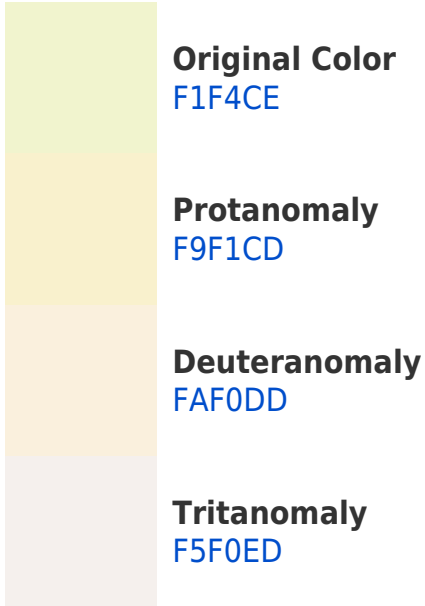 Original Color
F1F4CE
Protanomaly
F9F1CD
Deuteranomaly
FAF0DD
Tritanomaly
F5F0ED